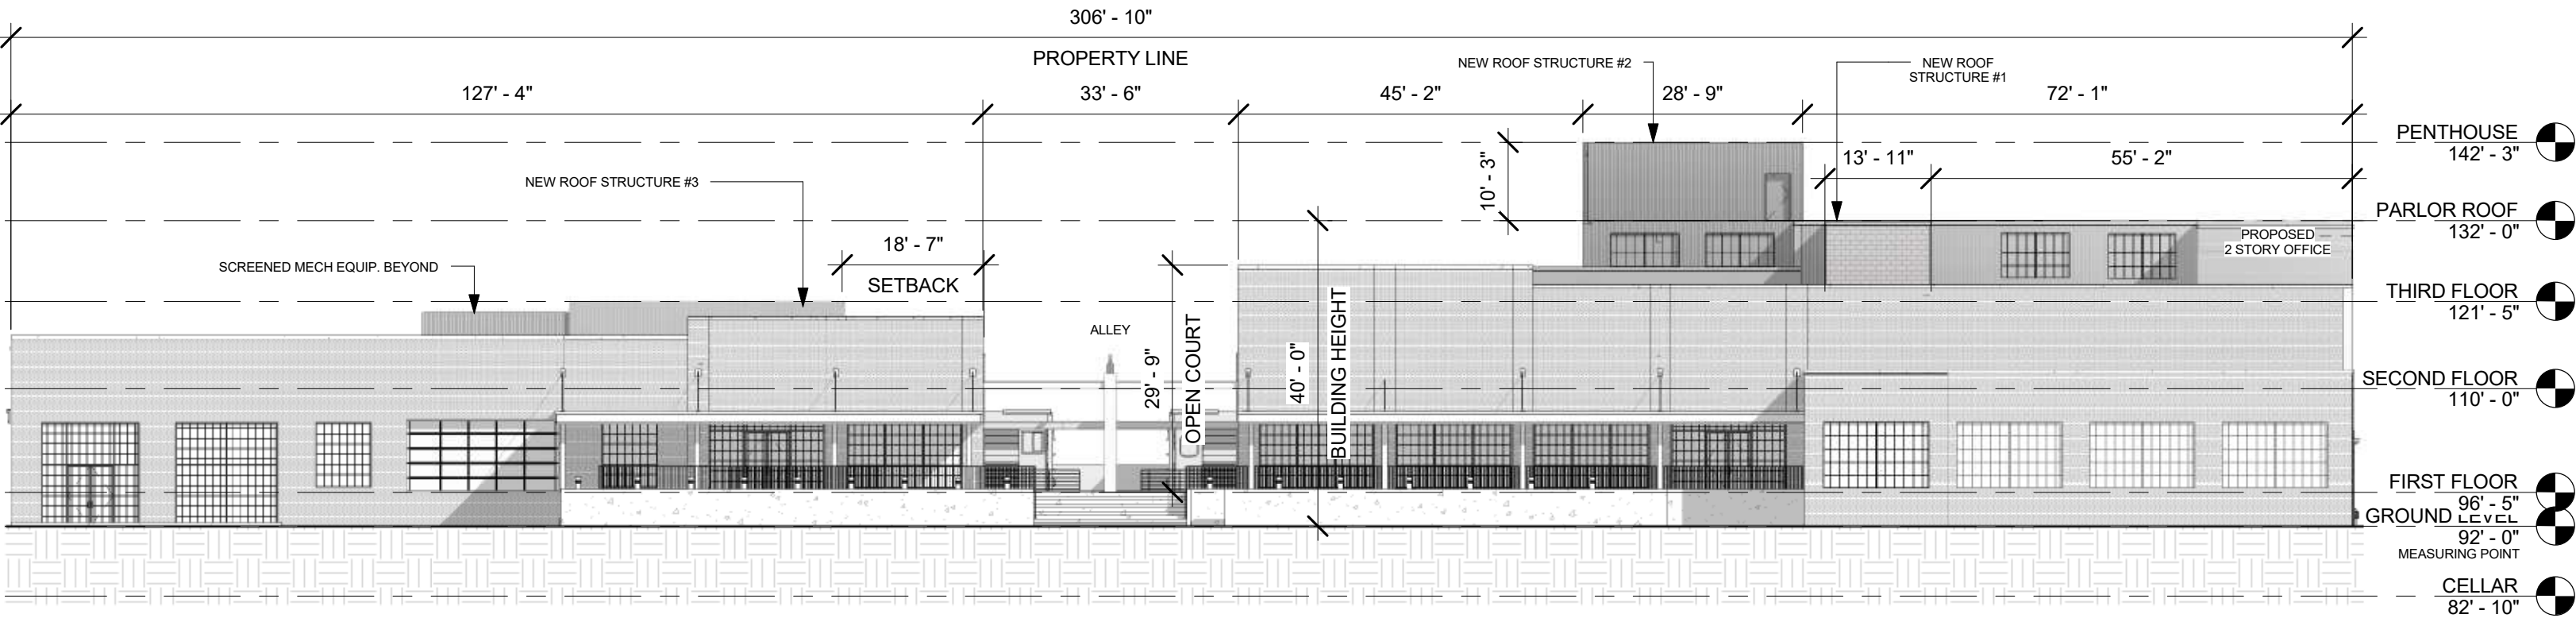 306' - 10"
PROPERTY LINE
NEW ROOF STRUCTURE #2
NEW ROOF
STRUCTURE #1
127' - 4"
33' - 6"
45' - 2"
28' - 9"
72' - 1"
PENTHOUSE
142' - 3"
13' - 11"
55' - 2"
10' - 3"
NEW ROOF STRUCTURE #3
PARLOR ROOF
132' - 0"
PROPOSED
2 STORY OFFICE
18' - 7"
SETBACK
SCREENED MECH EQUIP. BEYOND
THIRD FLOOR
121' - 5"
ALLEY
29' - 9"
OPEN COURT
40' - 0"
BUILDING HEIGHT
SECOND FLOOR
110' - 0"
FIRST FLOOR
96' - 5"
GROUND LEVEL
92' - 0"
MEASURING POINT
CELLAR
82' - 10"